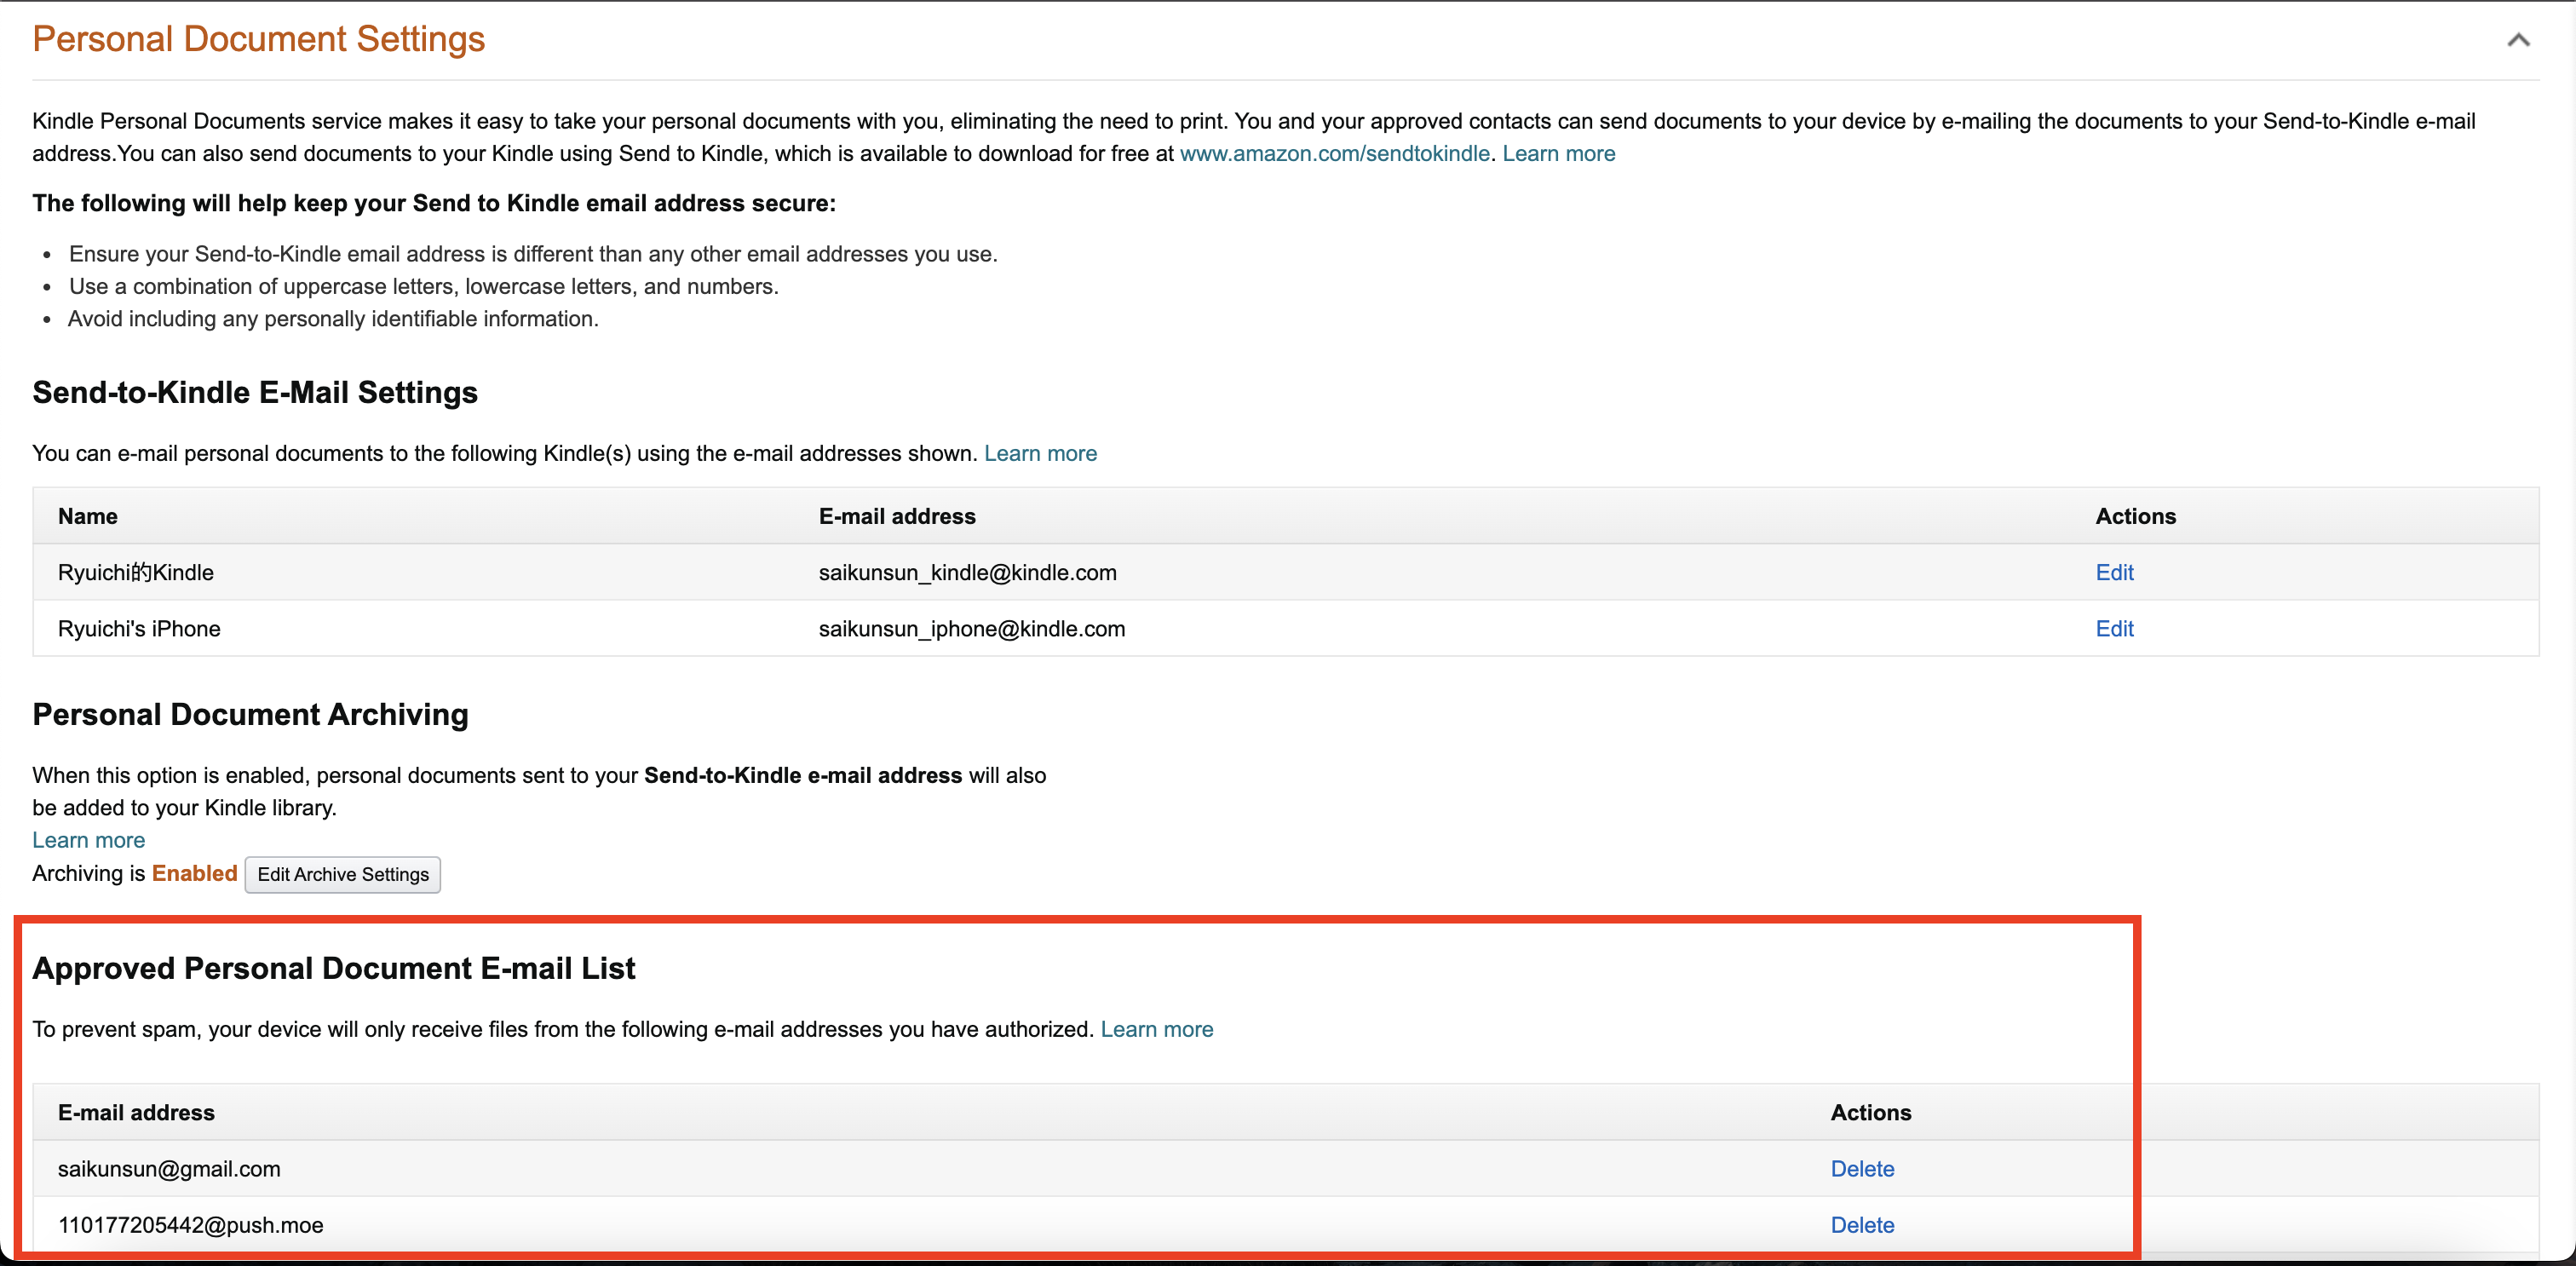 Personal Document Settings
Kindle Personal Documents service makes it easy to take your personal documents with you, eliminating the need to print. You and your approved contacts can send documents to your device by e-mailing the documents to your Send-to-Kindle e-mail
address.You can also send documents to your Kindle using Send to Kindle, which is available to download for free at www.amazon.com/sendtokindle. Learn more
The following will help keep your Send to Kindle email address secure:
• Ensure your Send-to-Kindle email address is different than any other email addresses you use.
• Use a combination of uppercase letters, lowercase letters, and numbers.
• Avoid including any personally identifiable information.
Send-to-Kindle E-Mail Settings
You can e-mail personal documents to the following Kindle(s) using the e-mail addresses shown. Learn more
Name E-mail address Actions
Ryuichi的Kindle saikunsun_kindle@kindle.com Edit
Ryuichi's iPhone saikunsun_iphone@kindle.com Edit
Personal Document Archiving
When this option is enabled, personal documents sent to your Send-to-Kindle e-mail address will also
be added to your Kindle library.
Learn more
Archiving is Enabled Edit Archive Settings
Approved Personal Document E-mail List
To prevent spam, your device will only receive files from the following e-mail addresses you have authorized. Learn more
E-mail address Actions
saikunsun@gmail.com Delete
110177205442@push.moe Delete